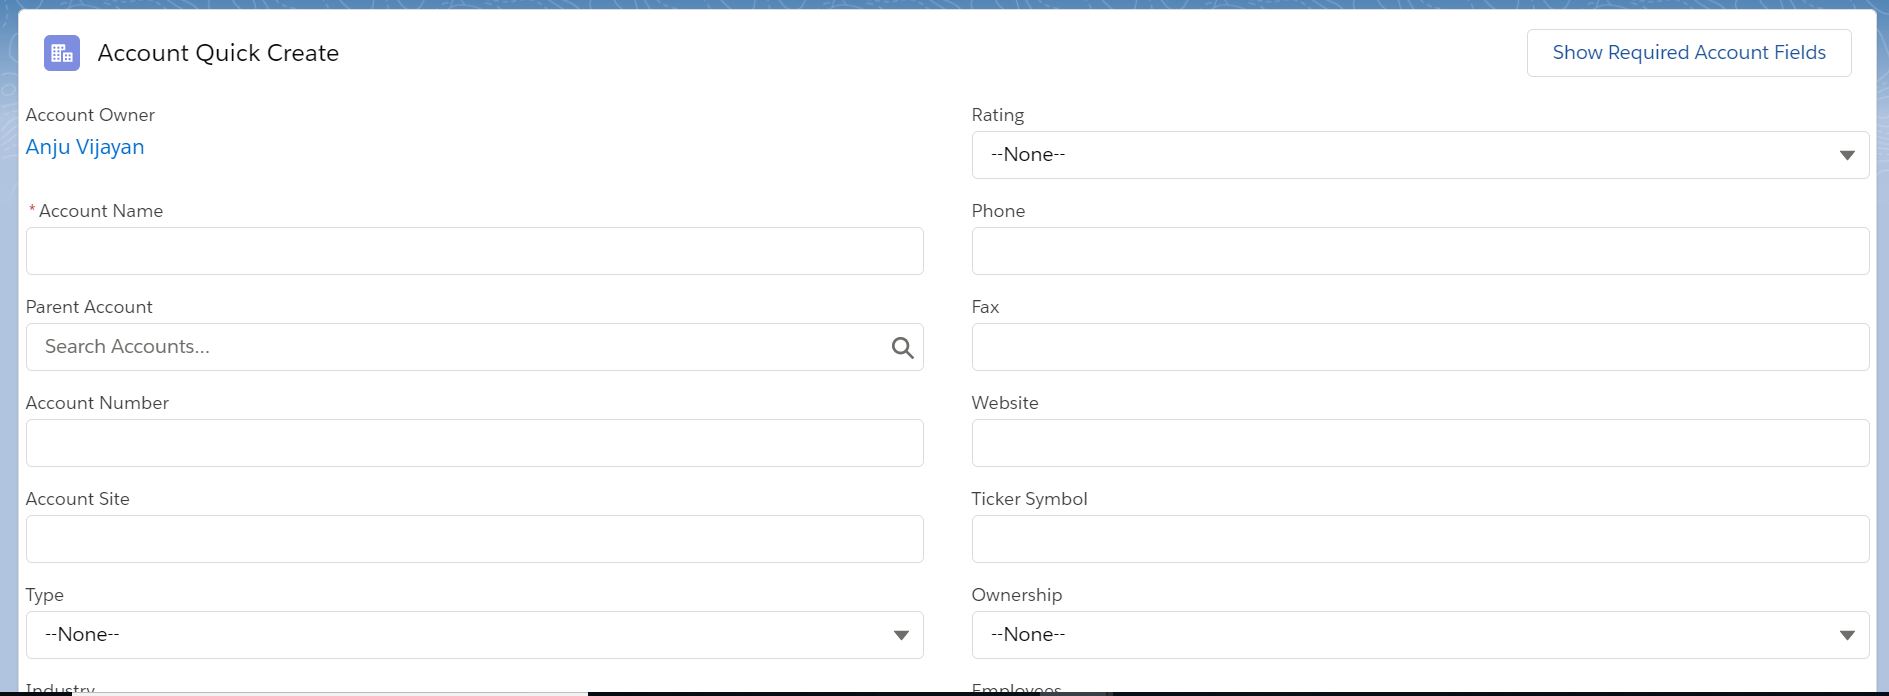 Account Quick Create
Show Required Account Fields
Account Owner
Anju Vijayan
Rating
--None--
* Account Name
Phone
Parent Account
Search Accounts...
Fax
Account Number
Website
Account Site
Ticker Symbol
Type
--None--
Ownership
--None--
Industry
Employees